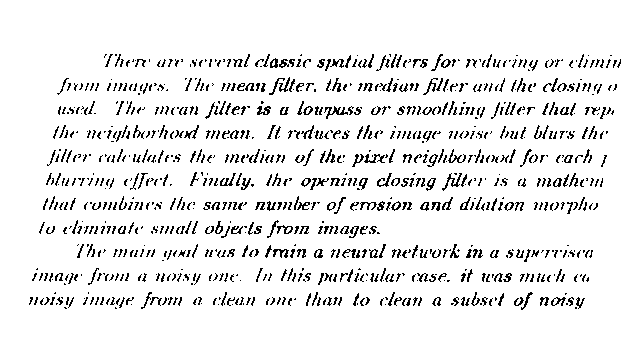 There are several classic spatial filters for reducing or elimin
from images. The mean filter, the median filter and the closing o
used. The mean filter is a lowpass or smoothing filter that rep
the neighborhood mean. It reduces the image noise but blurs the
filter calculates the median of the pixel neighborhood for each p
blurring effect. Finally, the opening closing filter is a mathem
that combines the same number of erosion and dilation morpho
to eliminate small objects from images.
The main goal was to train a neural network in a supervised
image from a noisy one. In this particular case, it was much ea
noisy image from a clean one than to clean a subset of noisy